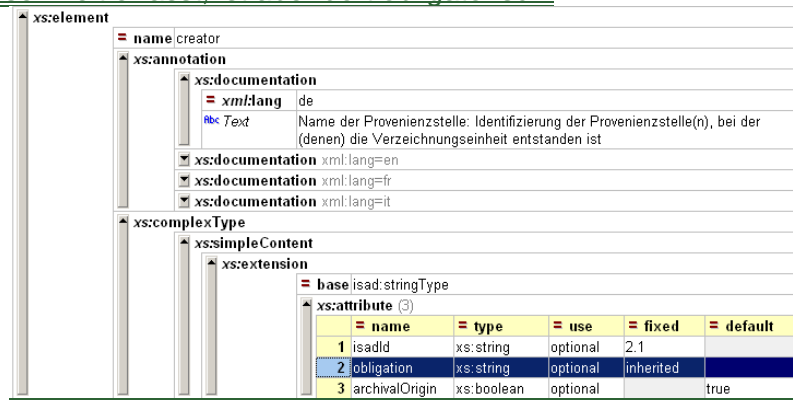 xs:element
= name creator
xs:annotation
xs:documentation
= xml:lang de
Abc Text Name der Provenienzstelle: Identifizierung der Provenienzstelle(n), bei der
(denen) die Verzeichnungseinheit entstanden ist
xs:documentation xml:lang=en
xs:documentation xml:lang=fr
xs:documentation xml:lang=it
xs:complexType
xs:simpleContent
xs:extension
= base isad:stringType
xs:attribute (3)
= name = type = use = fixed = default
1 isadId xs:string optional 2.1
2 obligation xs:string optional inherited
3 archivalOrigin xs:boolean optional true